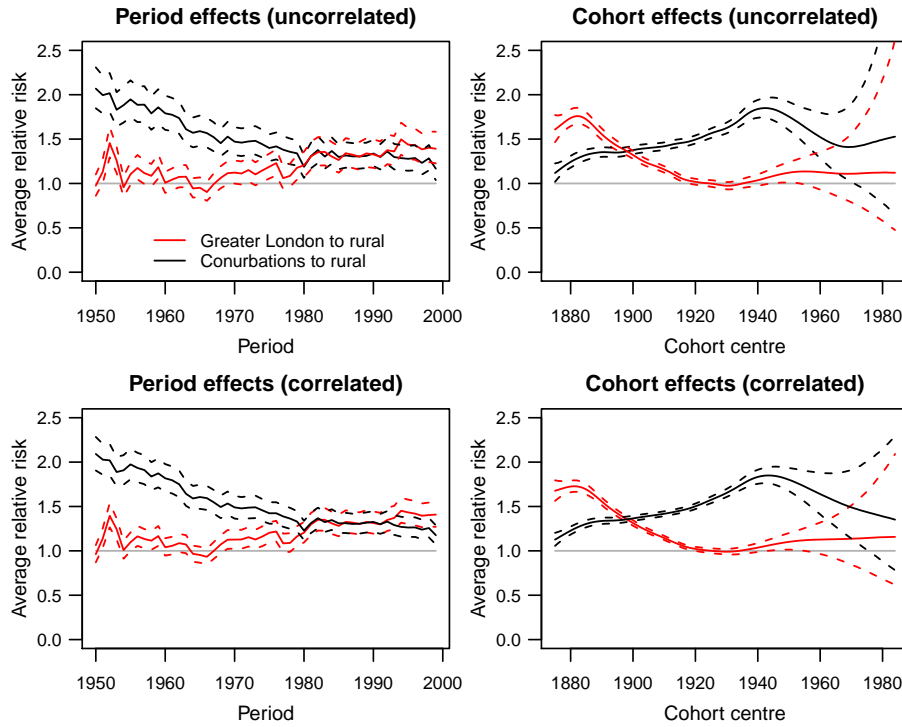 Period effects (uncorrelated)
Average relative risk
2.5
2.0
1.5
1.0
0.5
0.0
Greater London to rural
Conurbations to rural
1950 1960 1970 1980 1990 2000
Period
Cohort effects (uncorrelated)
Average relative risk
2.5
2.0
1.5
1.0
0.5
0.0
1880 1900 1920 1940 1960 1980
Cohort centre
Period effects (correlated)
Average relative risk
2.5
2.0
1.5
1.0
0.5
0.0
1950 1960 1970 1980 1990 2000
Period
Cohort effects (correlated)
Average relative risk
2.5
2.0
1.5
1.0
0.5
0.0
1880 1900 1920 1940 1960 1980
Cohort centre